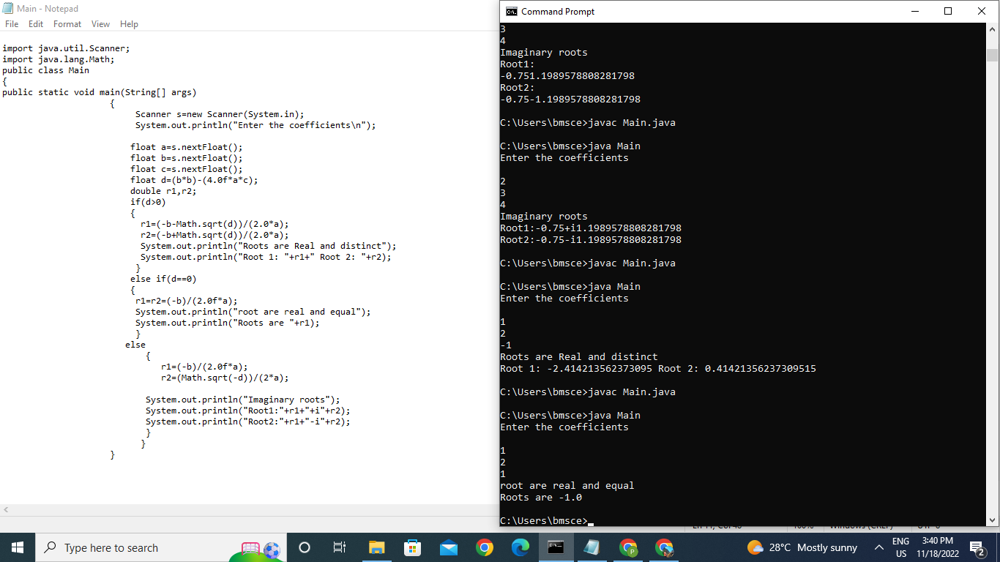 Main - Notepad
File Edit Format View Help
import java.util.Scanner;
import java.lang.Math;
public class Main
{
public static void main(String[] args)
{
Scanner s=new Scanner(System.in);
System.out.println("Enter the coefficients\n");
float a=s.nextFloat();
float b=s.nextFloat();
float c=s.nextFloat();
float d=(b*b)-(4.0f*a*c);
double r1,r2;
if(d>0)
{
r1=(-b-Math.sqrt(d))/(2.0*a);
r2=(-b+Math.sqrt(d))/(2.0*a);
System.out.println("Roots are Real and distinct");
System.out.println("Root 1: "+r1+" Root 2: "+r2);
}
else if(d==0)
{
r1=r2=(-b)/(2.0f*a);
System.out.println("root are real and equal");
System.out.println("Roots are "+r1);
}
else
{
r1=(-b)/(2.0f*a);
r2=(Math.sqrt(-d))/(2*a);
System.out.println("Imaginary roots");
System.out.println("Root1:"+r1+"+i"+r2);
System.out.println("Root2:"+r1+"-i"+r2);
}
}
}
Command Prompt
3
4
Imaginary roots
Root1:
-0.751.1989578808281798
Root2:
-0.75-1.1989578808281798
C:\Users\bmsce>javac Main.java
C:\Users\bmsce>java Main
Enter the coefficients
2
3
4
Imaginary roots
Root1:-0.75+i1.1989578808281798
Root2:-0.75-i1.1989578808281798
C:\Users\bmsce>javac Main.java
C:\Users\bmsce>java Main
Enter the coefficients
1
2
-1
Roots are Real and distinct
Root 1: -2.414213562373095 Root 2: 0.41421356237309515
C:\Users\bmsce>javac Main.java
C:\Users\bmsce>java Main
Enter the coefficients
1
2
1
root are real and equal
Roots are -1.0
C:\Users\bmsce>
Type here to search
28°C Mostly sunny
ENG
US
3:40 PM
11/18/2022
2